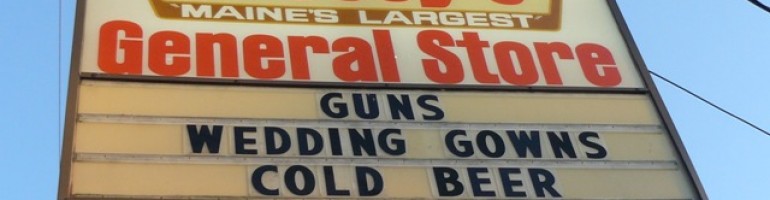 "MAINE'S LARGEST"
General Store
GUNS
WEDDING GOWNS
COLD BEER